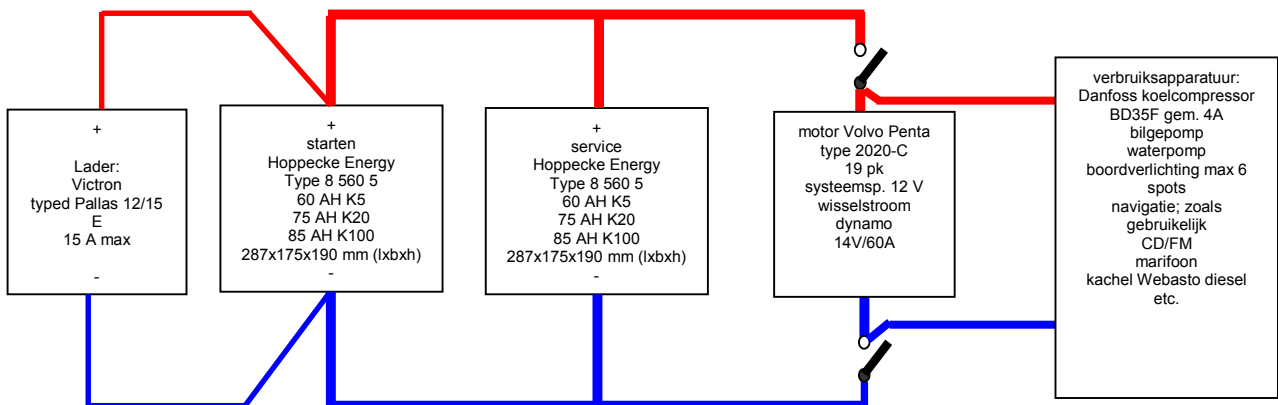 +
Lader:
Victron
typed Pallas 12/15
E
15 A max
-
+
starten
Hoppecke Energy
Type 8 560 5
60 AH K5
75 AH K20
85 AH K100
287x175x190 mm (lxbxh)
-
+
service
Hoppecke Energy
Type 8 560 5
60 AH K5
75 AH K20
85 AH K100
287x175x190 mm (lxbxh)
-
motor Volvo Penta
type 2020-C
19 pk
systeemsp. 12 V
wisselstroom
dynamo
14V/60A
verbruiksapparatuur:
Danfoss koelcompressor
BD35F gem. 4A
bilgepomp
waterpomp
boordverlichting max 6
spots
navigatie; zoals
gebruikelijk
CD/FM
marifoon
kachel Webasto diesel
etc.